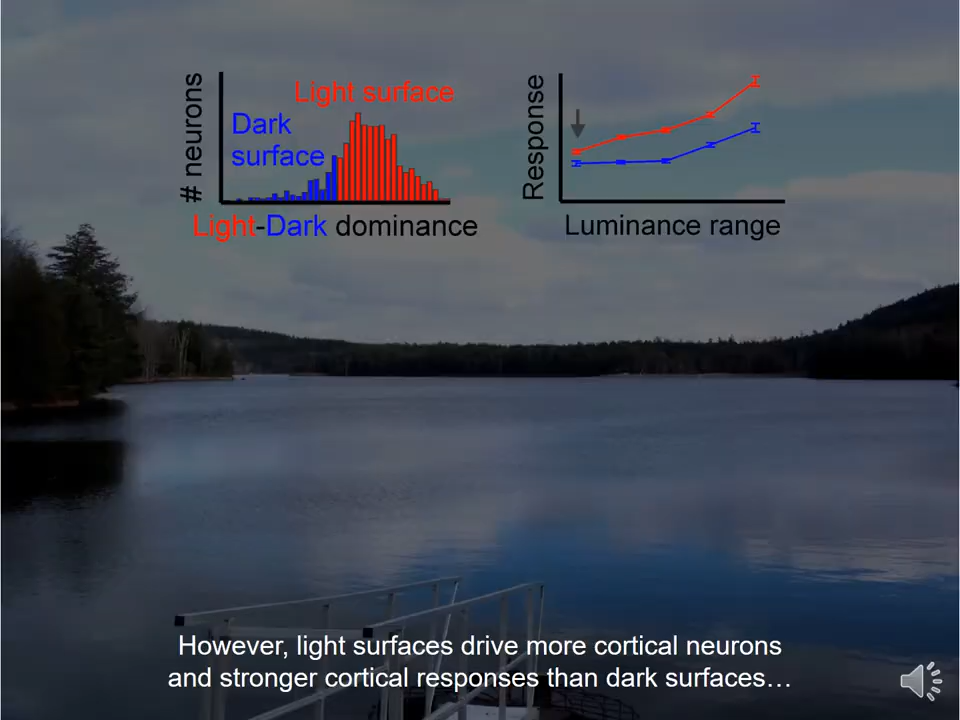 # neurons
Light surface
Dark
surface
Light-Dark dominance
Response
Luminance range
However, light surfaces drive more cortical neurons
and stronger cortical responses than dark surfaces…